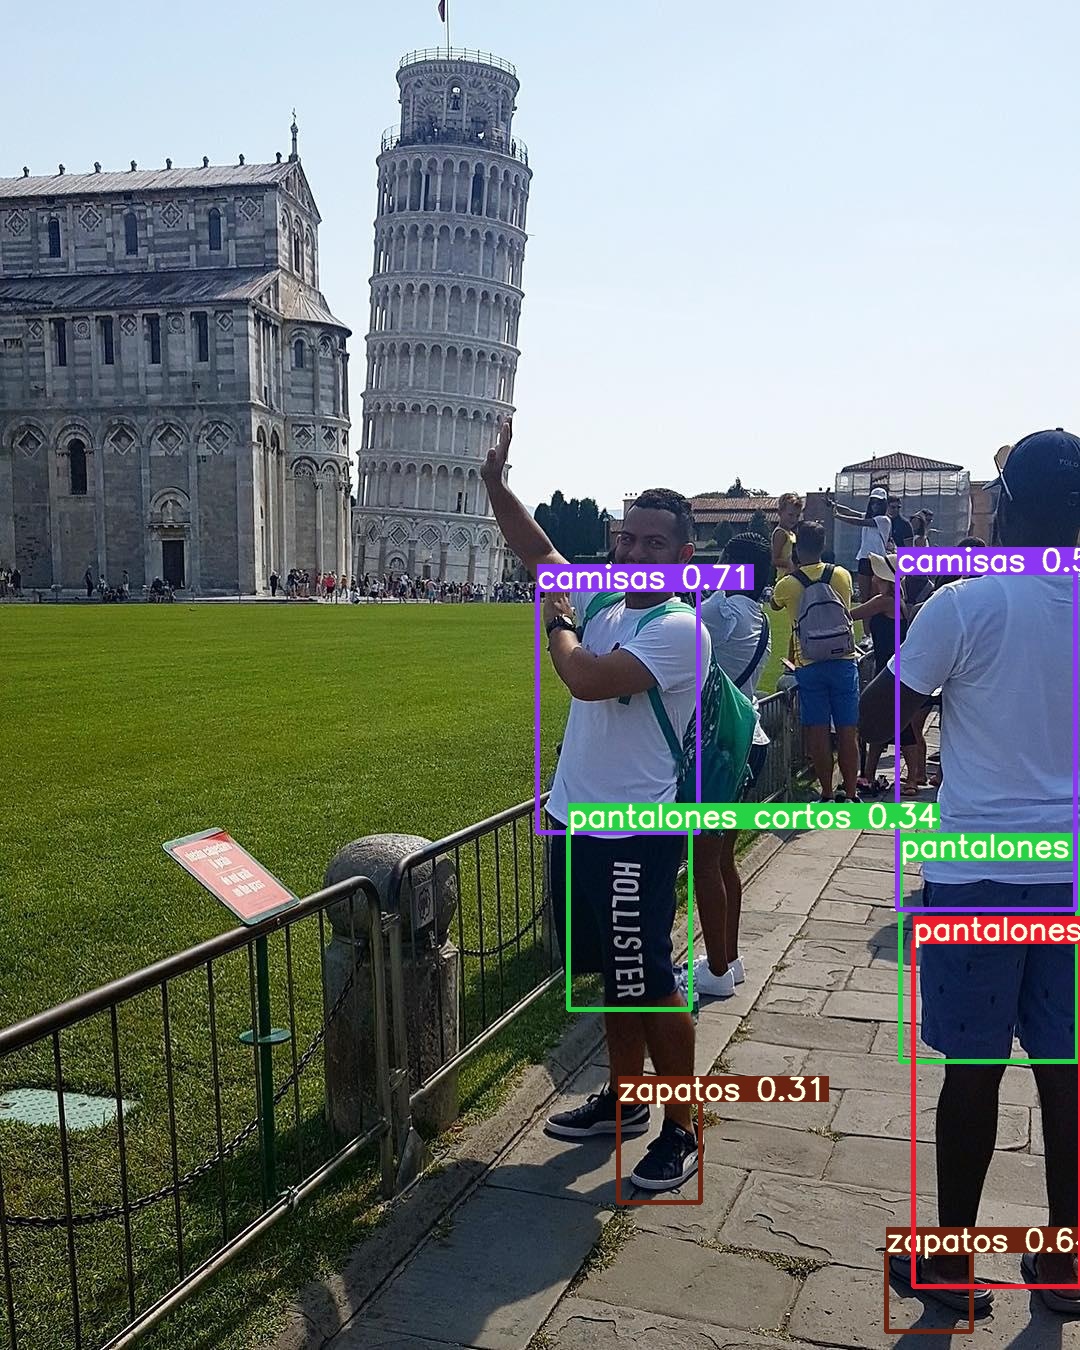 POLO
camisas 0.5
camisas 0.71
pantalones cortos 0.34
pantalones
HOLLISTER
pantalones
zapatos 0.31
zapatos 0.6